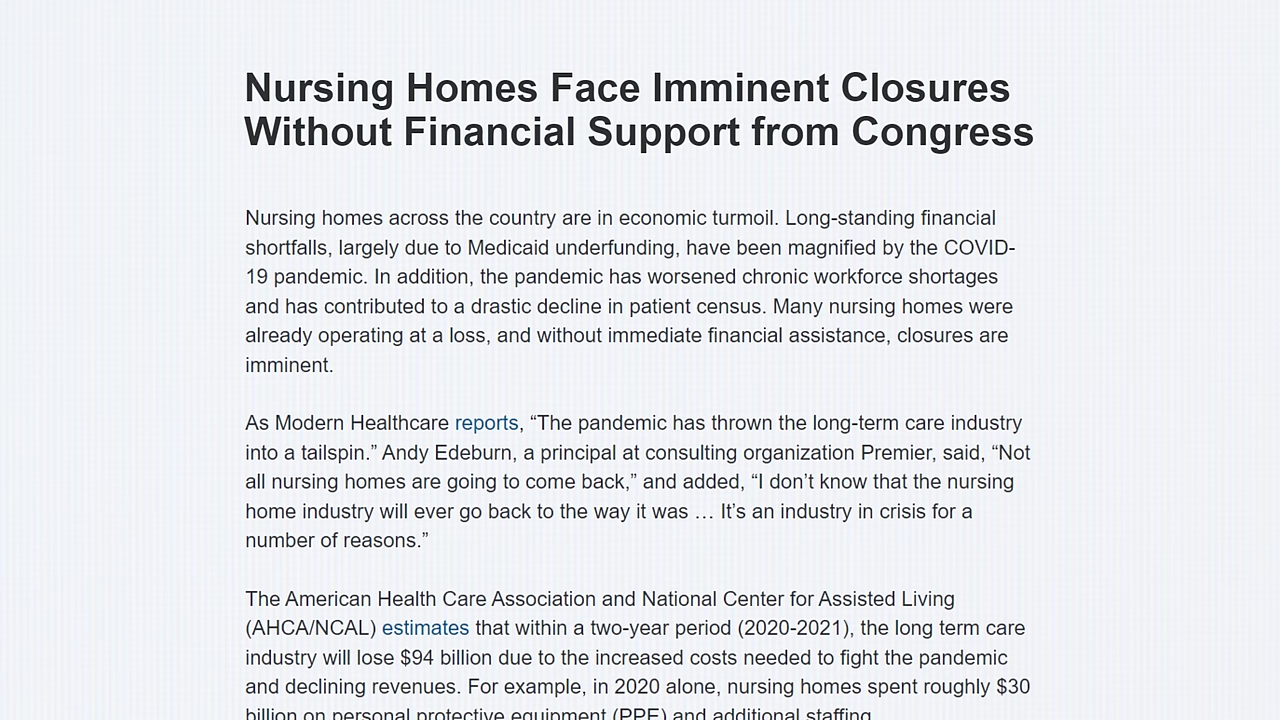 Nursing Homes Face Imminent Closures
Without Financial Support from Congress
Nursing homes across the country are in economic turmoil. Long-standing financial
shortfalls, largely due to Medicaid underfunding, have been magnified by the COVID-
19 pandemic. In addition, the pandemic has worsened chronic workforce shortages
and has contributed to a drastic decline in patient census. Many nursing homes were
already operating at a loss, and without immediate financial assistance, closures are
imminent.
As Modern Healthcare reports, “The pandemic has thrown the long-term care industry
into a tailspin.” Andy Edeburn, a principal at consulting organization Premier, said, “Not
all nursing homes are going to come back,” and added, “I don’t know that the nursing
home industry will ever go back to the way it was … It’s an industry in crisis for a
number of reasons.”
The American Health Care Association and National Center for Assisted Living
(AHCA/NCAL) estimates that within a two-year period (2020-2021), the long term care
industry will lose $94 billion due to the increased costs needed to fight the pandemic
and declining revenues. For example, in 2020 alone, nursing homes spent roughly $30
billion on personal protective equipment (PPE) and additional staffing.